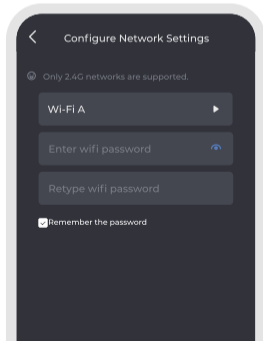 Configure Network Settings
Only 2.4G networks are supported.
Wi-Fi A
Enter wifi password
Retype wifi password
Remember the password